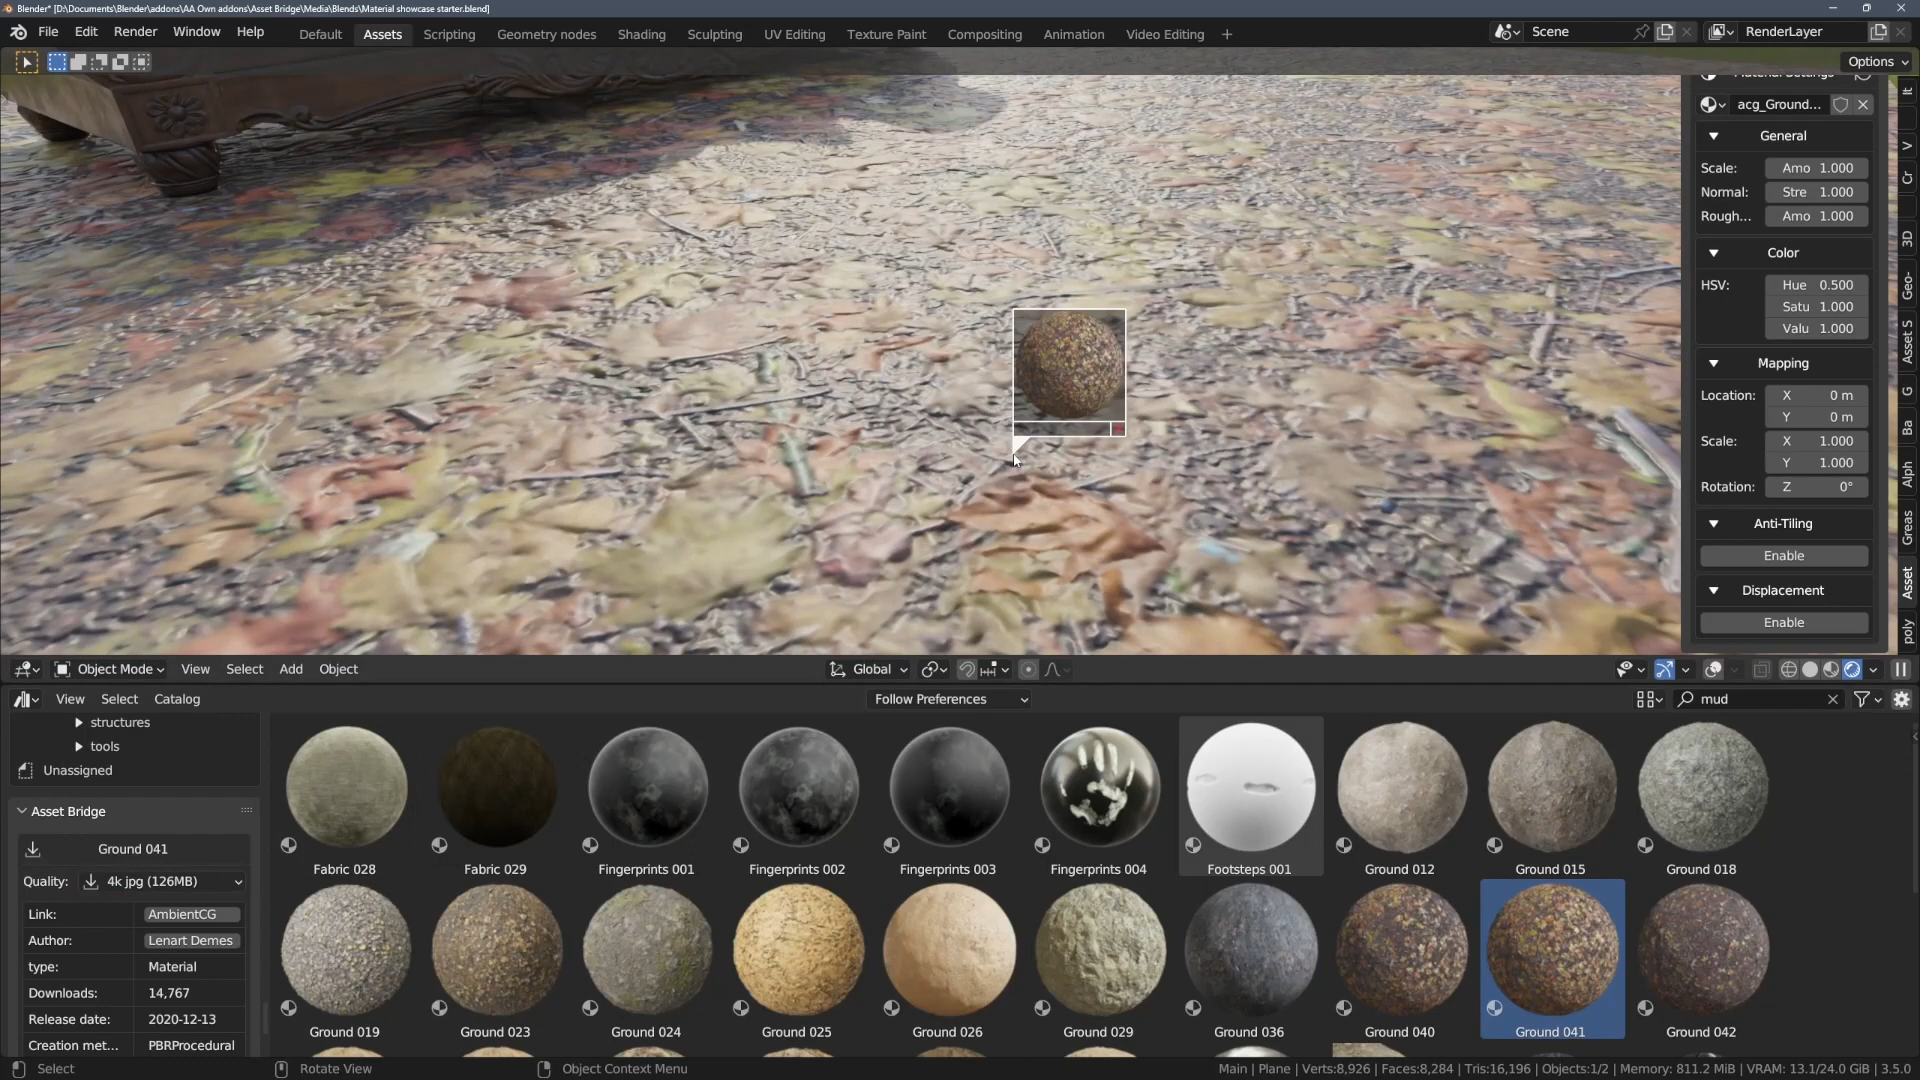 Blender* [D:\Documents\Blender\addons\AA Own addons\Asset Bridge\Media\Blends\Material showcase starter.blend]
File Edit Render Window Help Default Assets Scripting Geometry nodes Shading Sculpting UV Editing Texture Paint Compositing Animation Video Editing + Scene RenderLayer
Options
acg_Ground...
General
Scale: Amo 1.000
Normal: Stre 1.000
Rough... Amo 1.000
Color
HSV: Hue 0.500
Satu 1.000
Valu 1.000
Mapping
Location: X 0 m
Y 0 m
Scale: X 1.000
Y 1.000
Rotation: Z 0°
Anti-Tiling
Enable
Displacement
Enable
It
V
Cr
3D
Geo-
Asset S
G
Ba
Alph
Greas
Asset
poly
Object Mode View Select Add Object Global
View Select Catalog Follow Preferences mud
structures
tools
Unassigned
Asset Bridge
Ground 041
Quality: 4k jpg (126MB)
Link: AmbientCG
Author: Lenart Demes
type: Material
Downloads: 14,767
Release date: 2020-12-13
Creation met... PBRProcedural
Fabric 028 Fabric 029 Fingerprints 001 Fingerprints 002 Fingerprints 003 Fingerprints 004 Footsteps 001 Ground 012 Ground 015 Ground 018
Ground 019 Ground 023 Ground 024 Ground 025 Ground 026 Ground 029 Ground 036 Ground 040 Ground 041 Ground 042
Select Rotate View Object Context Menu Main | Plane | Verts:8,926 | Faces:8,284 | Tris:16,196 | Objects:1/2 | Memory: 811.2 MiB | VRAM: 13.1/24.0 GiB | 3.5.0